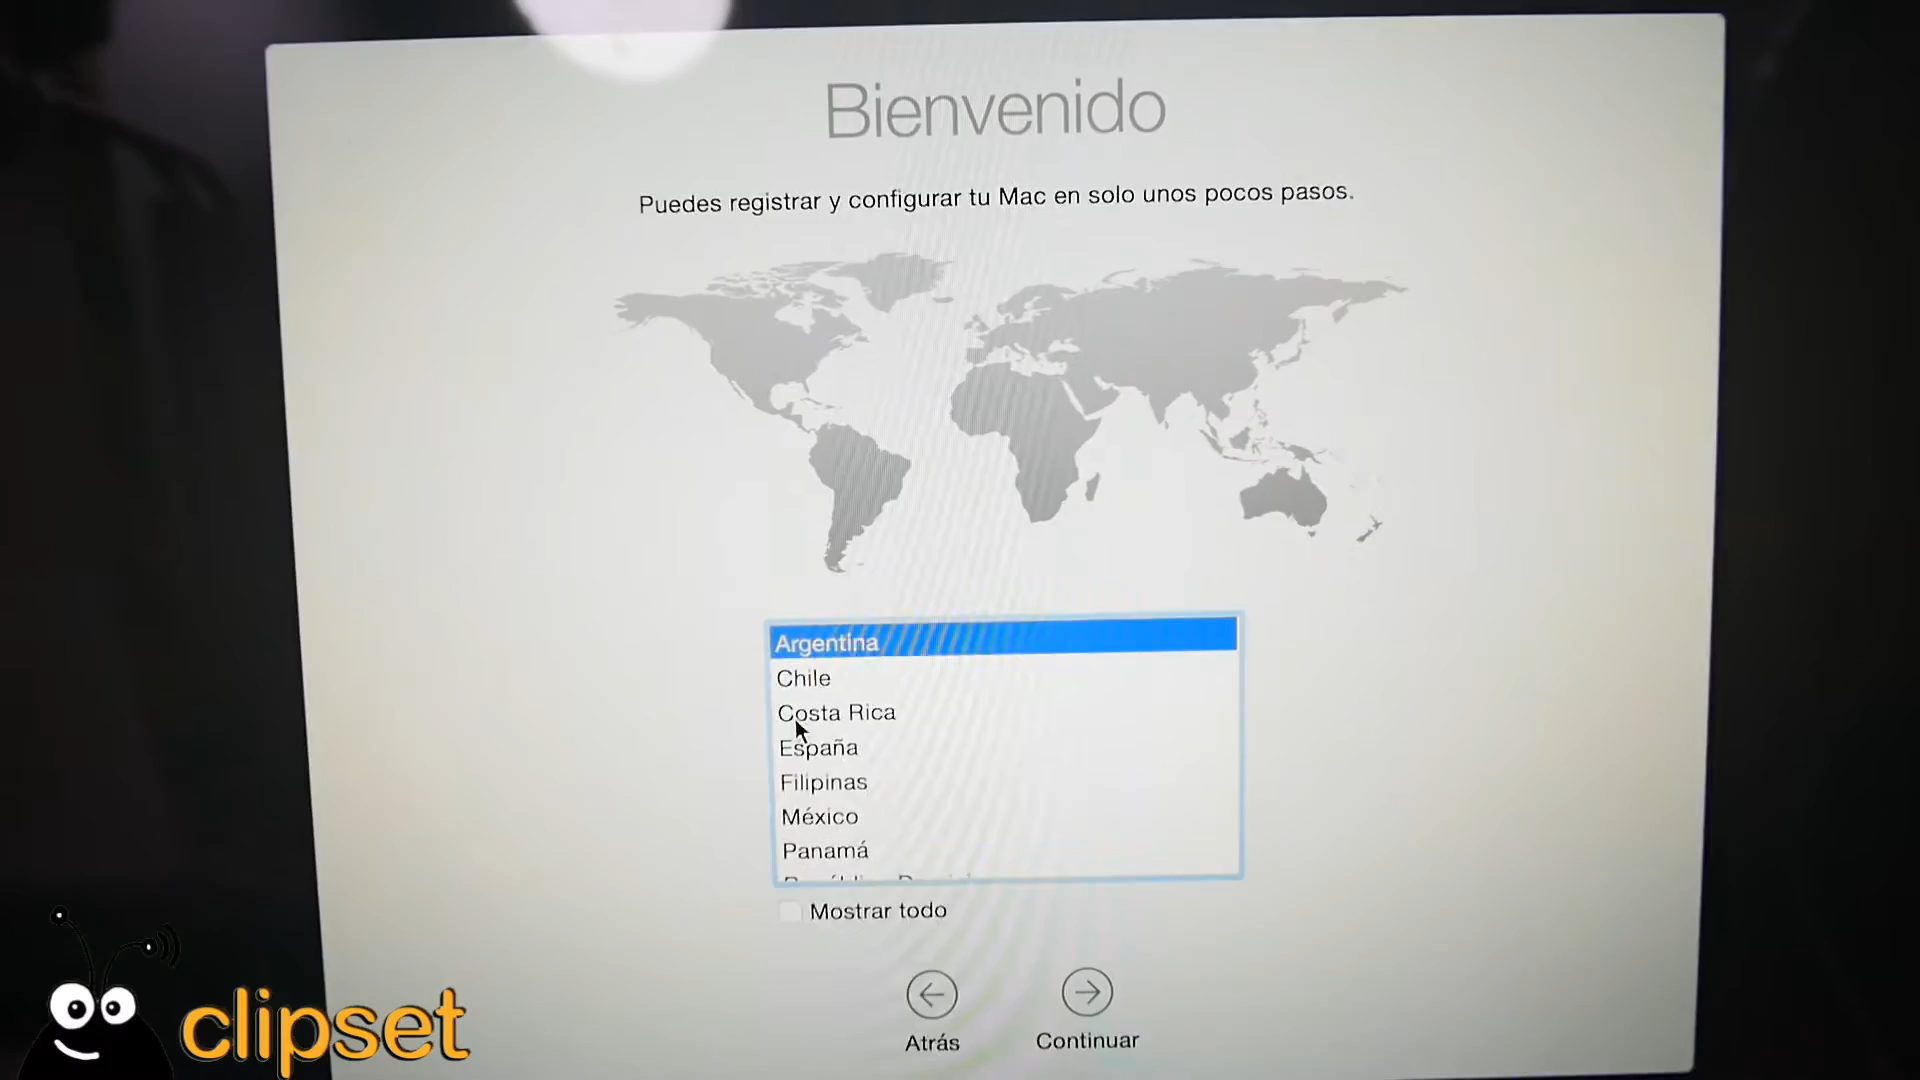 Bienvenido
Puedes registrar y configurar tu Mac en solo unos pocos pasos.
Argentina
Chile
Costa Rica
España
Filipinas
México
Panamá
Mostrar todo
Atrás
Continuar
clipset